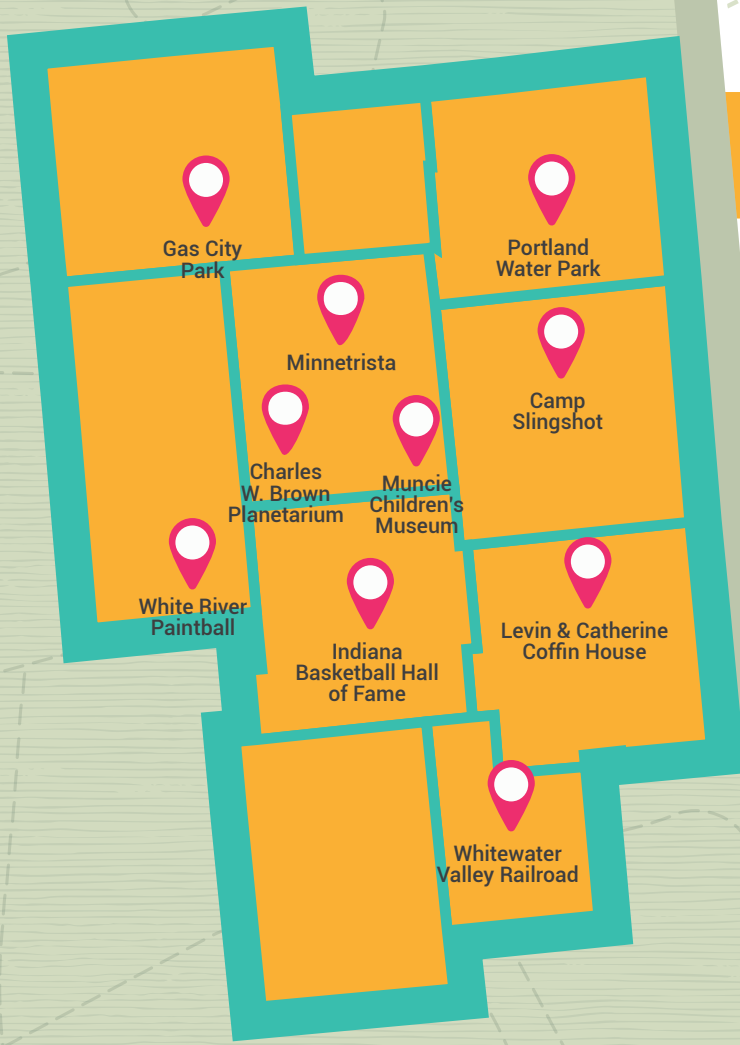 Gas City
Park
Portland
Water Park
Minnetrista
Camp
Slingshot
Charles
W. Brown
Planetarium
Muncie
Children's
Museum
White River
Paintball
Levin & Catherine
Coffin House
Indiana
Basketball Hall
of Fame
Whitewater
Valley Railroad